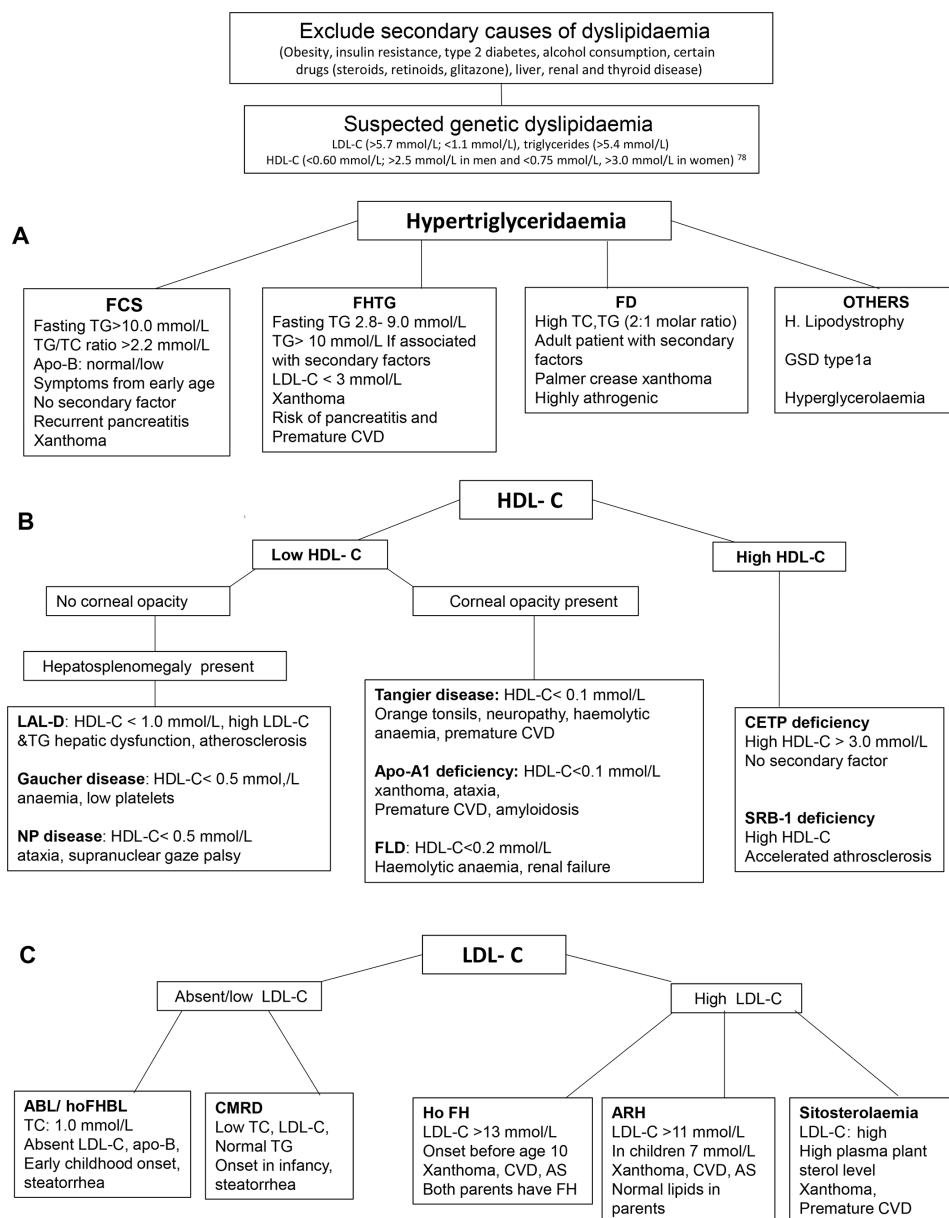 Exclude secondary causes of dyslipidaemia
(Obesity, insulin resistance, type 2 diabetes, alcohol consumption, certain
drugs (steroids, retinoids, glitazone), liver, renal and thyroid disease)
Suspected genetic dyslipidaemia
LDL-C (>5.7 mmol/L; <1.1 mmol/L), triglycerides (>5.4 mmol/L)
HDL-C (<0.60 mmol/L; >2.5 mmol/L in men and <0.75 mmol/L, >3.0 mmol/L in women) 78
A
Hypertriglyceridaemia
FCS
Fasting TG>10.0 mmol/L
TG/TC ratio >2.2 mmol/L
Apo-B: normal/low
Symptoms from early age
No secondary factor
Recurrent pancreatitis
Xanthoma
FHTG
Fasting TG 2.8- 9.0 mmol/L
TG> 10 mmol/L If associated
with secondary factors
LDL-C < 3 mmol/L
Xanthoma
Risk of pancreatitis and
Premature CVD
FD
High TC,TG (2:1 molar ratio)
Adult patient with secondary
factors
Palmer crease xanthoma
Highly athrogenic
OTHERS
H. Lipodystrophy
GSD type1a
Hyperglycerolaemia
B
HDL- C
Low HDL- C
High HDL-C
No corneal opacity
Corneal opacity present
Hepatosplenomegaly present
LAL-D: HDL-C < 1.0 mmol/L, high LDL-C
&TG hepatic dysfunction, atherosclerosis
Gaucher disease: HDL-C< 0.5 mmol,/L
anaemia, low platelets
NP disease: HDL-C< 0.5 mmol/L
ataxia, supranuclear gaze palsy
Tangier disease: HDL-C< 0.1 mmol/L
Orange tonsils, neuropathy, haemolytic
anaemia, premature CVD
Apo-A1 deficiency: HDL-C<0.1 mmol/L
xanthoma, ataxia,
Premature CVD, amyloidosis
FLD: HDL-C<0.2 mmol/L
Haemolytic anaemia, renal failure
CETP deficiency
High HDL-C > 3.0 mmol/L
No secondary factor
SRB-1 deficiency
High HDL-C
Accelerated athrosclerosis
C
LDL- C
Absent/low LDL-C
High LDL-C
ABL/ hoFHBL
TC: 1.0 mmol/L
Absent LDL-C, apo-B,
Early childhood onset,
steatorrhea
CMRD
Low TC, LDL-C,
Normal TG
Onset in infancy,
steatorrhea
Ho FH
LDL-C >13 mmol/L
Onset before age 10
Xanthoma, CVD, AS
Both parents have FH
ARH
LDL-C >11 mmol/L
In children 7 mmol/L
Xanthoma, CVD, AS
Normal lipids in
parents
Sitosterolaemia
LDL-C: high
High plasma plant
sterol level
Xanthoma,
Premature CVD